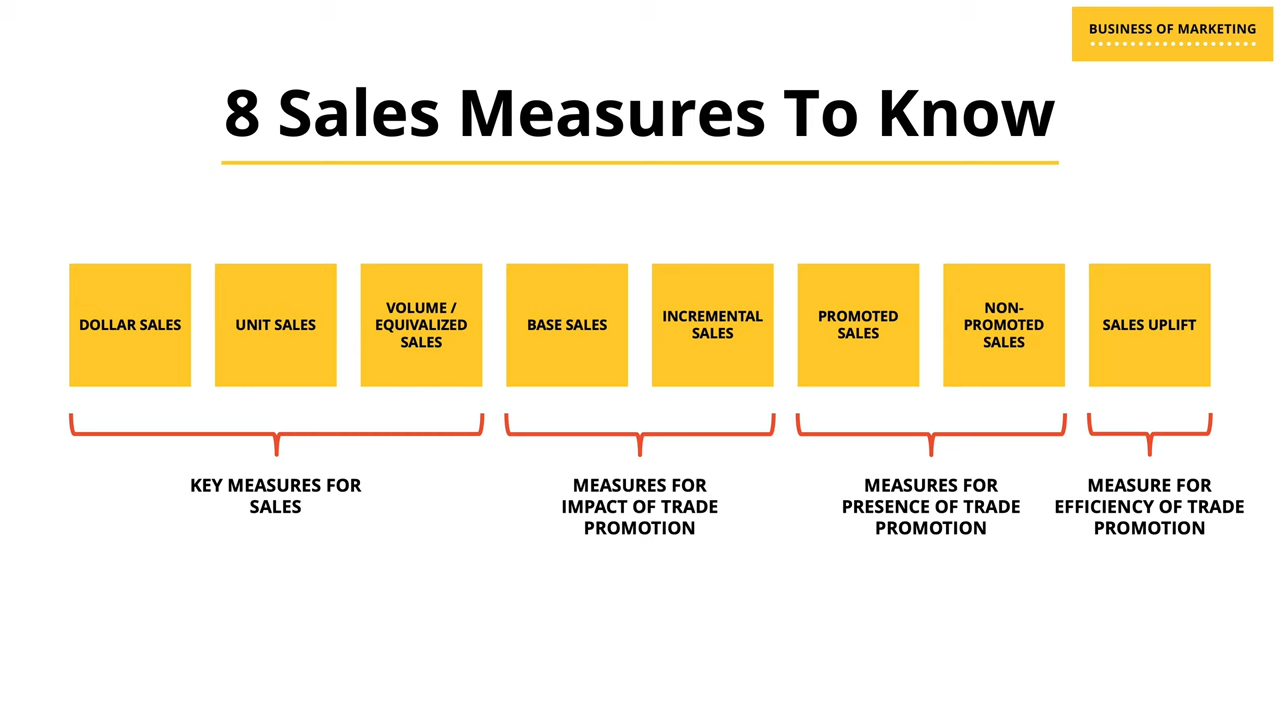 BUSINESS OF MARKETING
8 Sales Measures To Know
DOLLAR SALES
UNIT SALES
VOLUME /
EQUIVALIZED
SALES
BASE SALES
INCREMENTAL
SALES
PROMOTED
SALES
NON-
PROMOTED
SALES
SALES UPLIFT
KEY MEASURES FOR
SALES
MEASURES FOR
IMPACT OF TRADE
PROMOTION
MEASURES FOR
PRESENCE OF TRADE
PROMOTION
MEASURE FOR
EFFICIENCY OF TRADE
PROMOTION